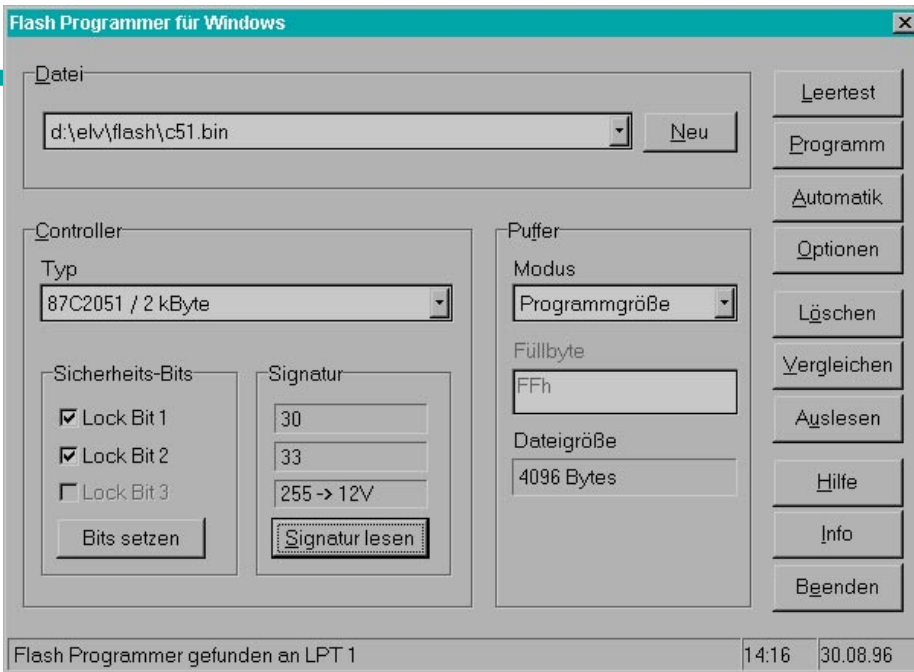 Flash Programmer für Windows
Datei
d:\elv\flash\c51.bin
Neu
Controller
Typ
87C2051 / 2 kByte
Sicherheits-Bits
Lock Bit 1
Lock Bit 2
Lock Bit 3
Bits setzen
Signatur
30
33
255 -> 12V
Signatur lesen
Puffer
Modus
Programmgröße
Füllbyte
FFh
Dateigröße
4096 Bytes
Leertest
Programm
Automatik
Optionen
Löschen
Vergleichen
Auslesen
Hilfe
Info
Beenden
Flash Programmer gefunden an LPT 1
14:16
30.08.96